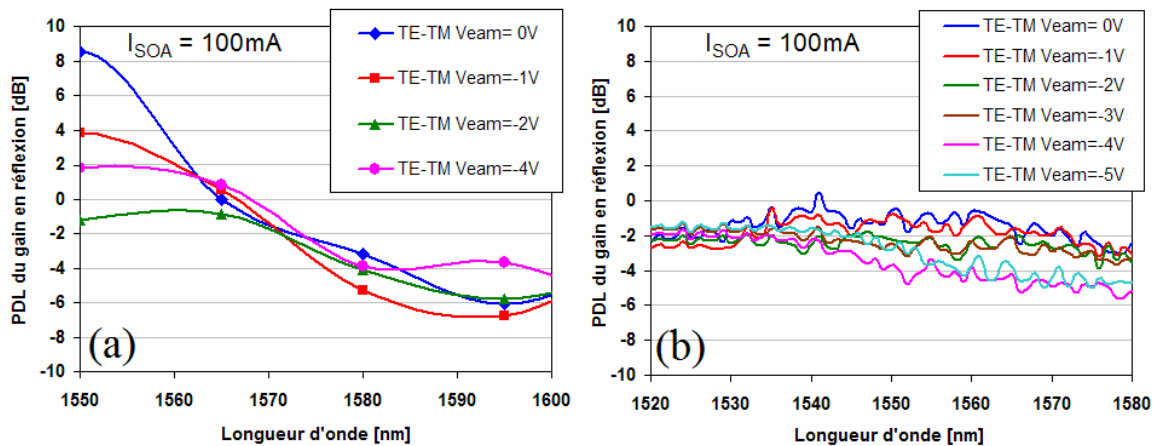 (a)
I_SOA = 100mA
TE-TM Veam= 0V
TE-TM Veam=-1V
TE-TM Veam=-2V
TE-TM Veam=-4V
PDL du gain en réflexion [dB]
10
8
6
4
2
0
-2
-4
-6
-8
-10
1550
1560
1570
1580
1590
1600
Longueur d'onde [nm]
(b)
I_SOA = 100mA
TE-TM Veam= 0V
TE-TM Veam=-1V
TE-TM Veam=-2V
TE-TM Veam=-3V
TE-TM Veam=-4V
TE-TM Veam=-5V
PDL du gain en réflexion [dB]
10
8
6
4
2
0
-2
-4
-6
-8
-10
1520
1530
1540
1550
1560
1570
1580
Longueur d'onde [nm]